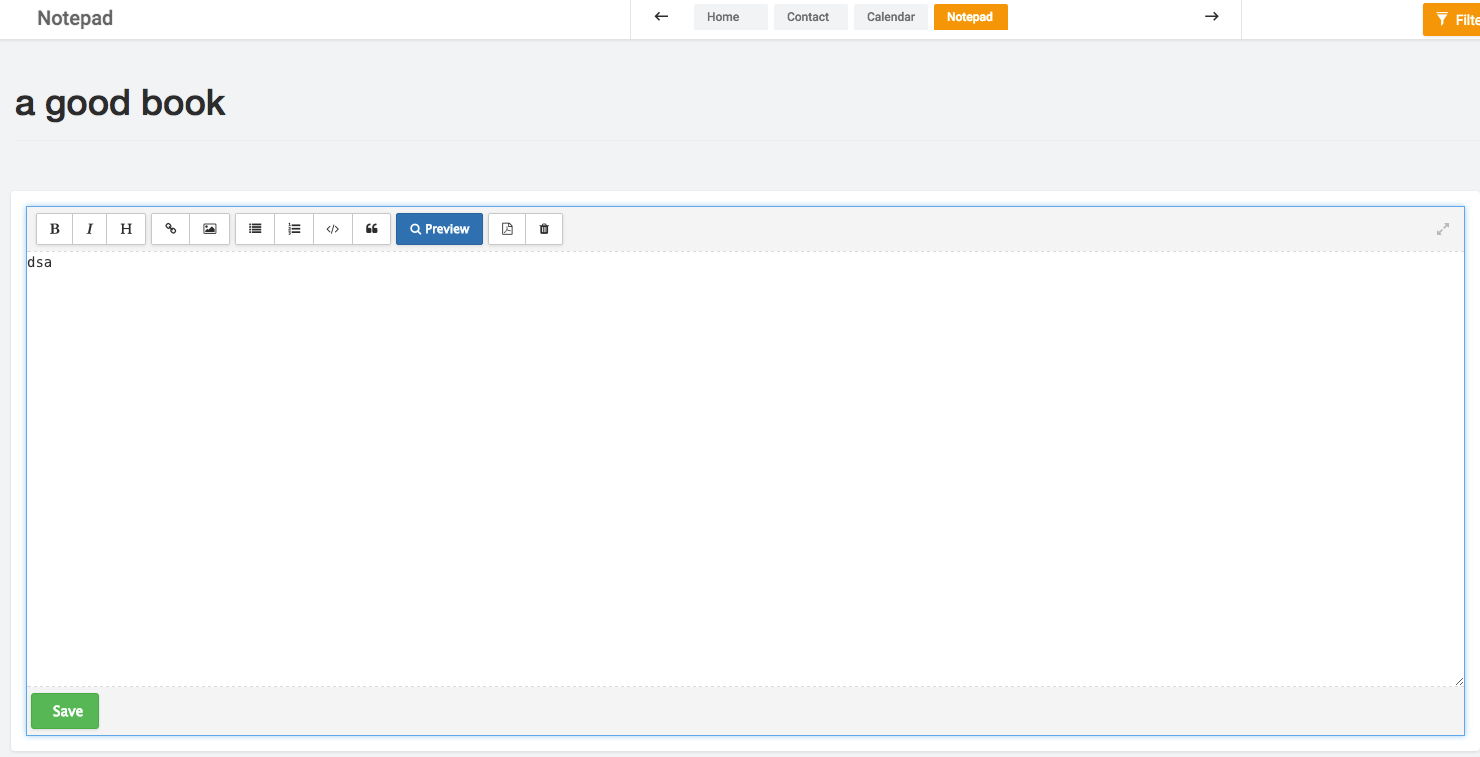 Notepad
Home Contact Calendar Notepad
Filte
a good book
B I H Preview
dsa
Save